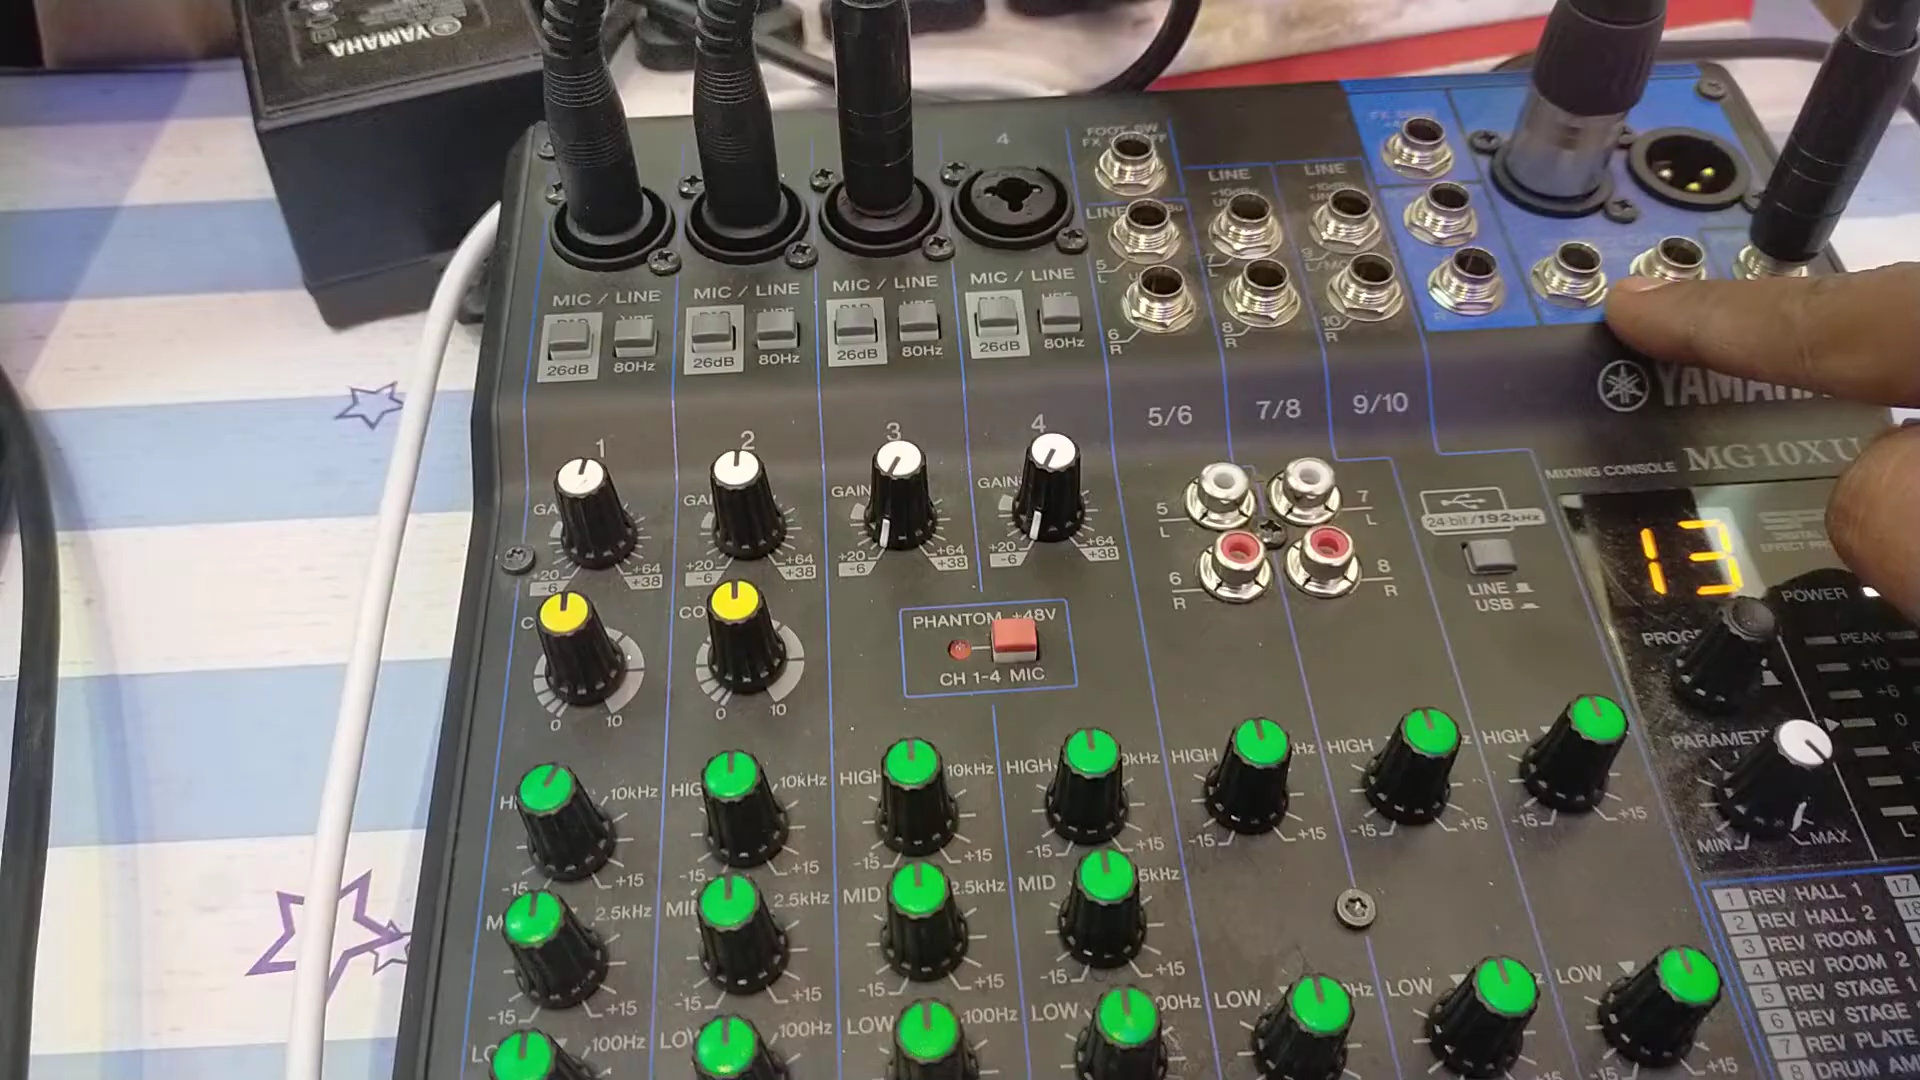 YAMAHA
4
LINE
LINE
5
L
7
L
9
L/MO
MIC / LINE
MIC / LINE
MIC / LINE
MIC / LINE
26dB
80Hz
26dB
80Hz
26dB
80Hz
26dB
80Hz
6
R
8
R
10
R
5/6
7/8
9/10
YAMAHA
MIXING CONSOLE MG10XU
1
2
3
4
GAIN
GAIN
+20
-6
+64
+38
+20
-6
+64
+38
+20
-6
+64
+38
+20
-6
+64
+38
5
L
7
L
6
R
8
R
24-bit/192kHz
LINE
USB
13
PHANTOM +48V
CH 1-4 MIC
POWER
PEAK
+10
+6
0
0
10
0
10
MIN
MAX
10kHz
10kHz
HIGH
10kHz
HIGH
HIGH
HIGH
HIGH
-15
+15
-15
+15
-15
+15
-15
+15
-15
+15
-15
+15
-15
+15
2.5kHz
2.5kHz
MID
2.5kHz
MID
-15
+15
-15
+15
-15
+15
-15
+15
100Hz
100Hz
LOW
100Hz
LOW
LOW
LOW
LOW
+15
1 REV HALL 1
2 REV HALL 2
3 REV ROOM 1
4 REV ROOM 2
5 REV STAGE 1
6 REV STAGE
7 REV PLATE
8 DRUM AM
17
18